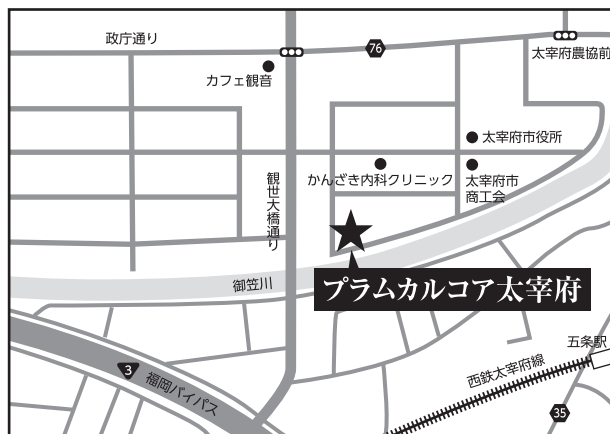 政庁通り
76
太宰府農協前
カフェ観音
太宰府市役所
かんざき内科クリニック
太宰府市
商工会
観世大橋通り
御笠川
プラムカルコア太宰府
五条駅
西鉄太宰府線
3
福岡バイパス
35